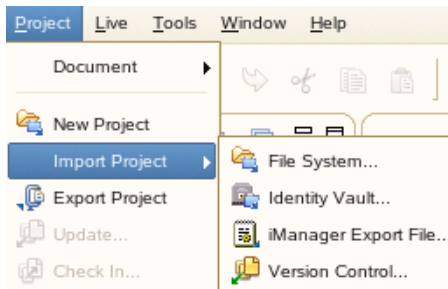 Project Live Tools Window Help
Document
New Project
Import Project File System...
Export Project Identity Vault...
Update... iManager Export File...
Check In... Version Control...